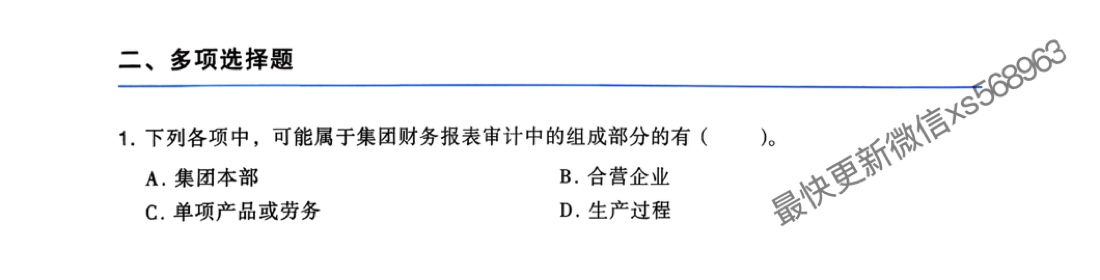 二、多项选择题
1. 下列各项中，可能属于集团财务报表审计中的组成部分的有（　　）。
A. 集团本部
B. 合营企业
C. 单项产品或劳务
D. 生产过程
最快更新微信xs568963